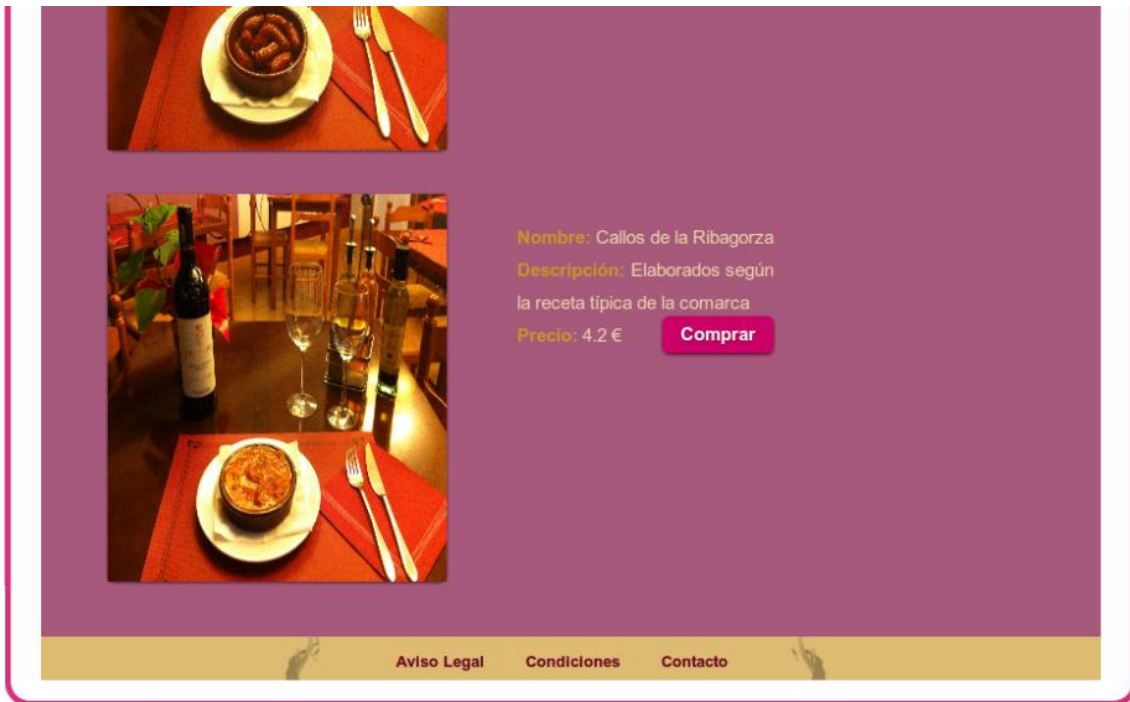 Nombre: Callos de la Ribagorza
Descripción: Elaborados según
la receta típica de la comarca
Precio: 4.2 € Comprar
Aviso Legal Condiciones Contacto